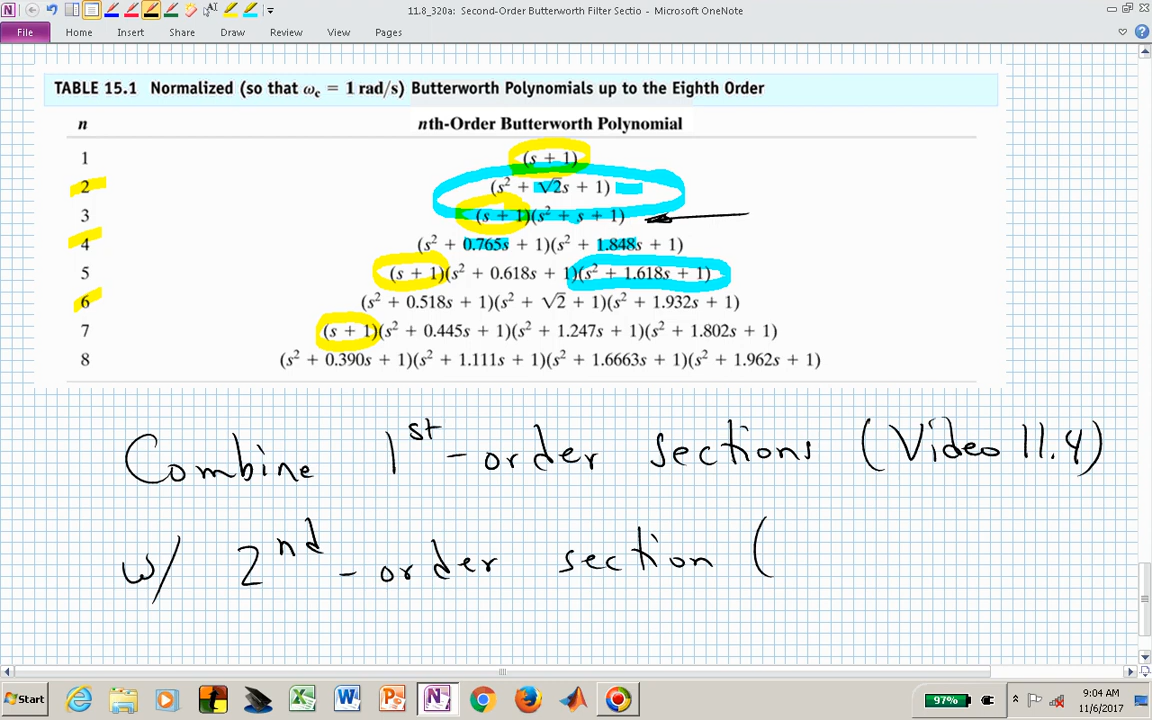 11.8_320a: Second-Order Butterworth Filter Sectio - Microsoft OneNote
File Home Insert Share Draw Review View Pages
TABLE 15.1 Normalized (so that ωc = 1 rad/s) Butterworth Polynomials up to the Eighth Order
n nth-Order Butterworth Polynomial
1 (s + 1)
2 (s² + √2s + 1)
3 (s + 1)(s² + s + 1)
4 (s² + 0.765s + 1)(s² + 1.848s + 1)
5 (s + 1)(s² + 0.618s + 1)(s² + 1.618s + 1)
6 (s² + 0.518s + 1)(s² + √2 + 1)(s² + 1.932s + 1)
7 (s + 1)(s² + 0.445s + 1)(s² + 1.247s + 1)(s² + 1.802s + 1)
8 (s² + 0.390s + 1)(s² + 1.111s + 1)(s² + 1.6663s + 1)(s² + 1.962s + 1)
Combine 1st-order sections (Video 11.4)
w/ 2nd-order section (
Start 97% 9:04 AM
11/6/2017